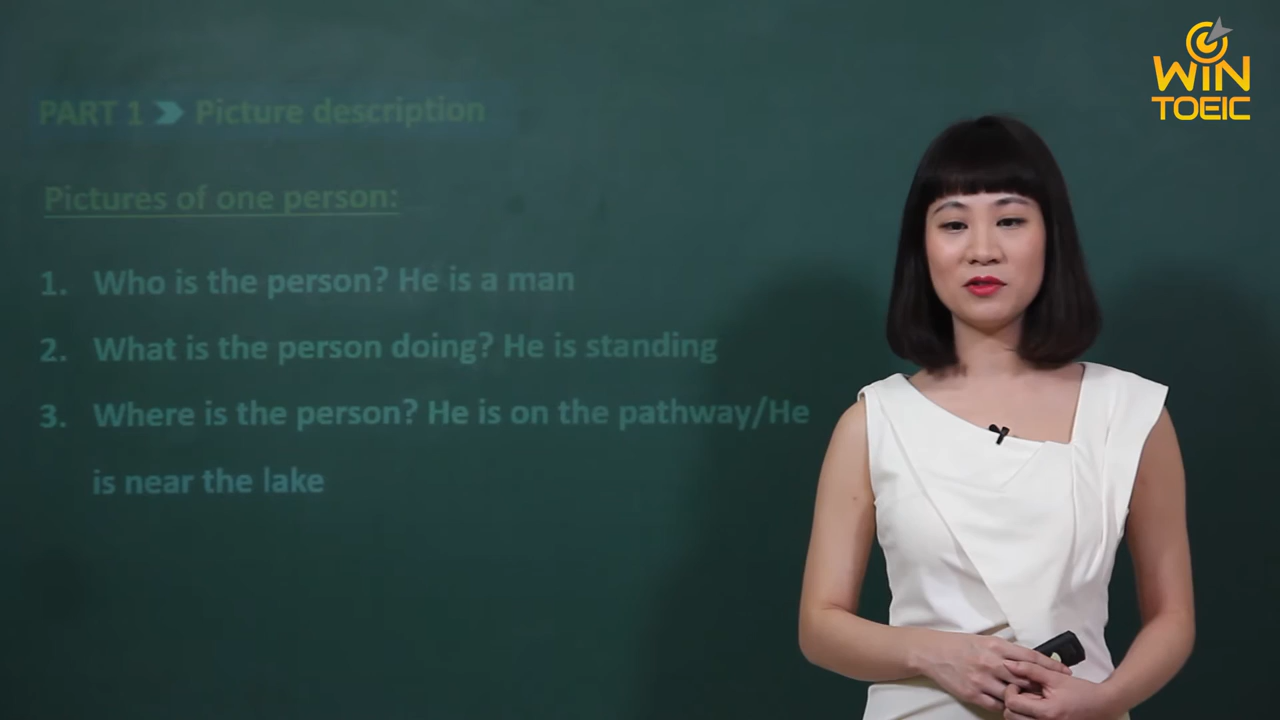 WIN
TOEIC
PART 1 Picture description
Pictures of one person:
1. Who is the person? He is a man
2. What is the person doing? He is standing
3. Where is the person? He is on the pathway/He
is near the lake